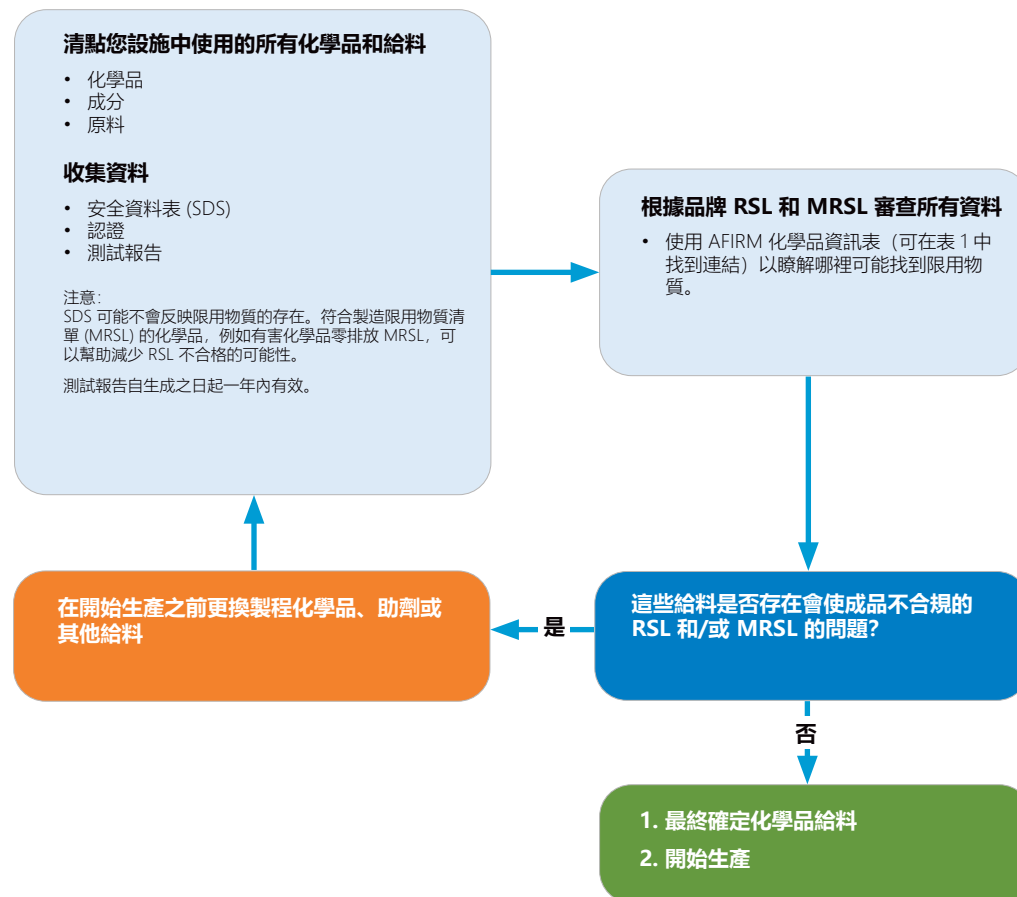 清點您設施中使用的所有化學品和給料
• 化學品
• 成分
• 原料
收集資料
• 安全資料表 (SDS)
• 認證
• 測試報告
注意：
SDS 可能不會反映限用物質的存在。符合製造限用物質清
單 (MRSL) 的化學品，例如有害化學品零排放 MRSL，可
以幫助減少 RSL 不合格的可能性。
測試報告自生成之日起一年內有效。
根據品牌 RSL 和 MRSL 審查所有資料
• 使用 AFIRM 化學品資訊表（可在表 1 中
找到連結）以瞭解哪裡可能找到限用物
質。
這些給料是否存在會使成品不合規的
RSL 和/或 MRSL 的問題？
是
在開始生產之前更換製程化學品、助劑或
其他給料
否
1. 最終確定化學品給料
2. 開始生產